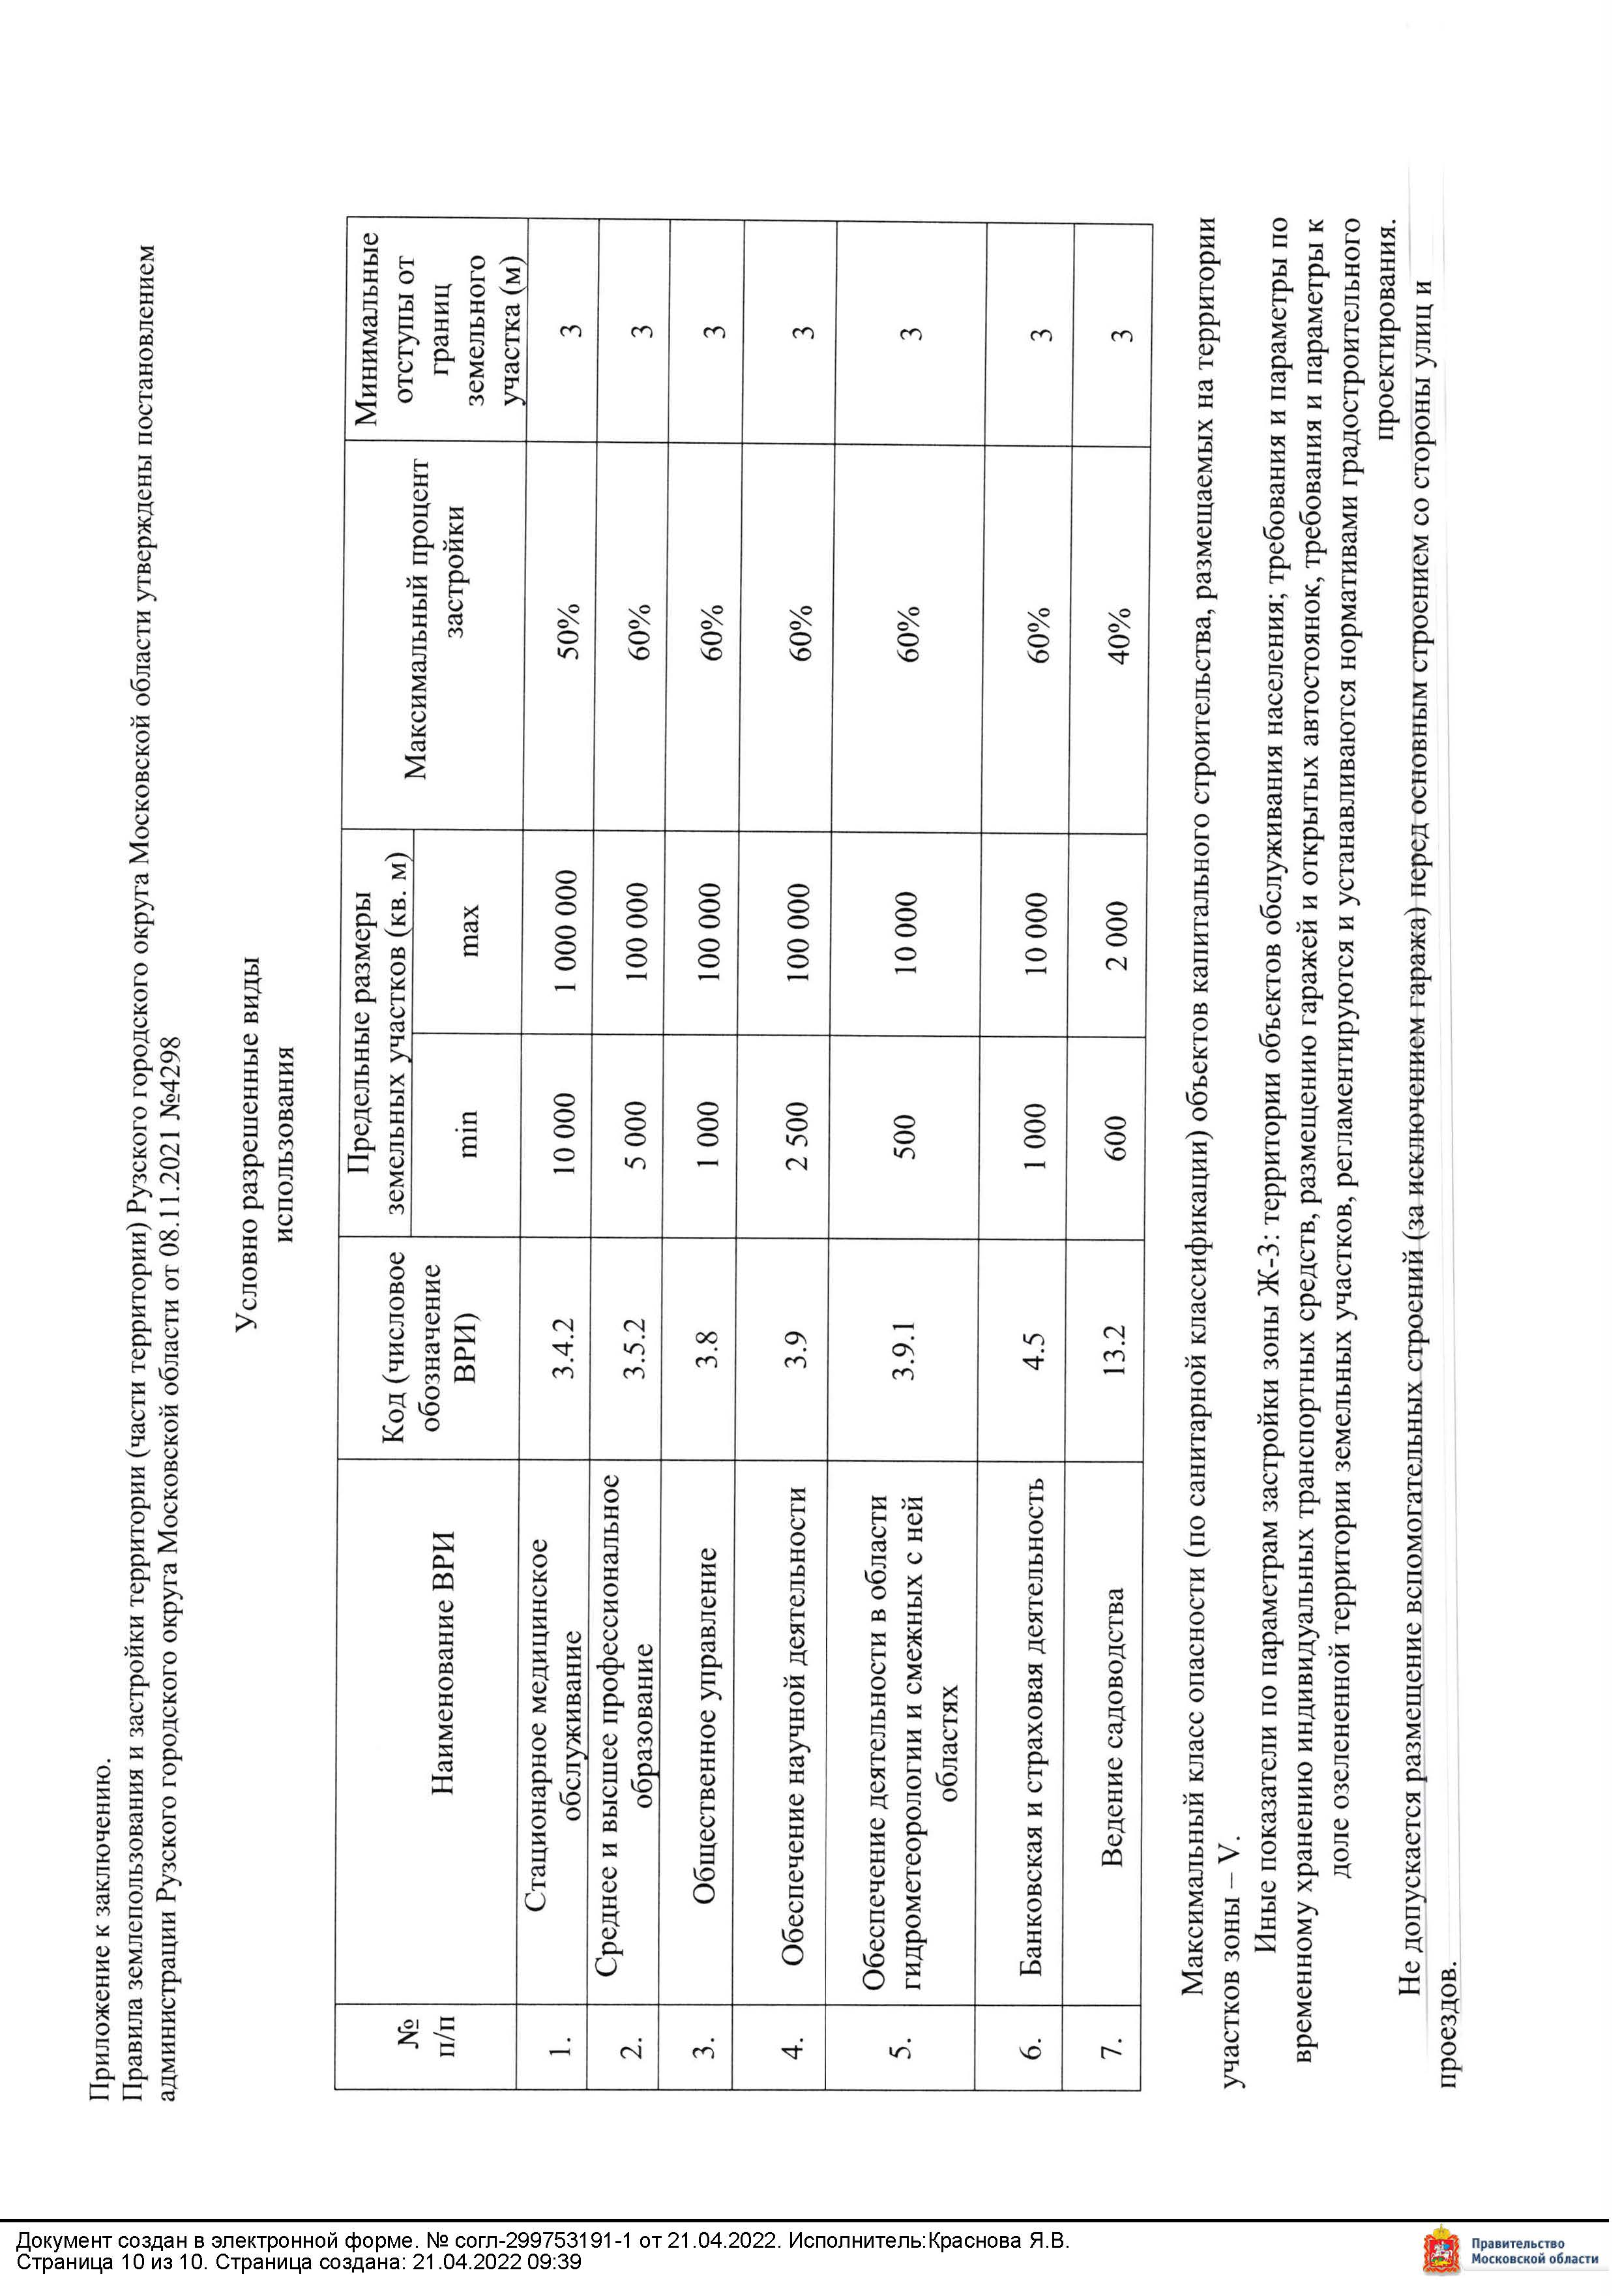 Приложение к заключению.
Правила землепользования и застройки территории (части территории) Рузского городского округа Московской области утверждены постановлением
администрации Рузского городского округа Московской области от 08.11.2021 №4298
Условно разрешенные виды
использования
№ п/п
Наименование ВРИ
Код (числовое обозначение ВРИ)
Предельные размеры земельных участков (кв. м)
min
max
Максимальный процент застройки
Минимальные отступы от границ земельного участка (м)
1. Стационарное медицинское обслуживание 3.4.2 10 000 1 000 000 50% 3
2. Среднее и высшее профессиональное образование 3.5.2 5 000 100 000 60% 3
3. Общественное управление 3.8 1 000 100 000 60% 3
4. Обеспечение научной деятельности 3.9 2 500 100 000 60% 3
5. Обеспечение деятельности в области гидрометеорологии и смежных с ней областях 3.9.1 500 10 000 60% 3
6. Банковская и страховая деятельность 4.5 1 000 10 000 60% 3
7. Ведение садоводства 13.2 600 2 000 40% 3
Максимальный класс опасности (по санитарной классификации) объектов капитального строительства, размещаемых на территории
участков зоны – V.
Иные показатели по параметрам застройки зоны Ж-3: территории объектов обслуживания населения; требования и параметры по
временному хранению индивидуальных транспортных средств, размещению гаражей и открытых автостоянок, требования и параметры к
доле озелененной территории земельных участков, регламентируются и устанавливаются нормативами градостроительного
проектирования.
Не допускается размещение вспомогательных строений (за исключением гаража) перед основным строением со стороны улиц и
проездов.
Документ создан в электронной форме. № согл-299753191-1 от 21.04.2022. Исполнитель:Краснова Я.В.
Страница 10 из 10. Страница создана: 21.04.2022 09:39
Правительство
Московской области